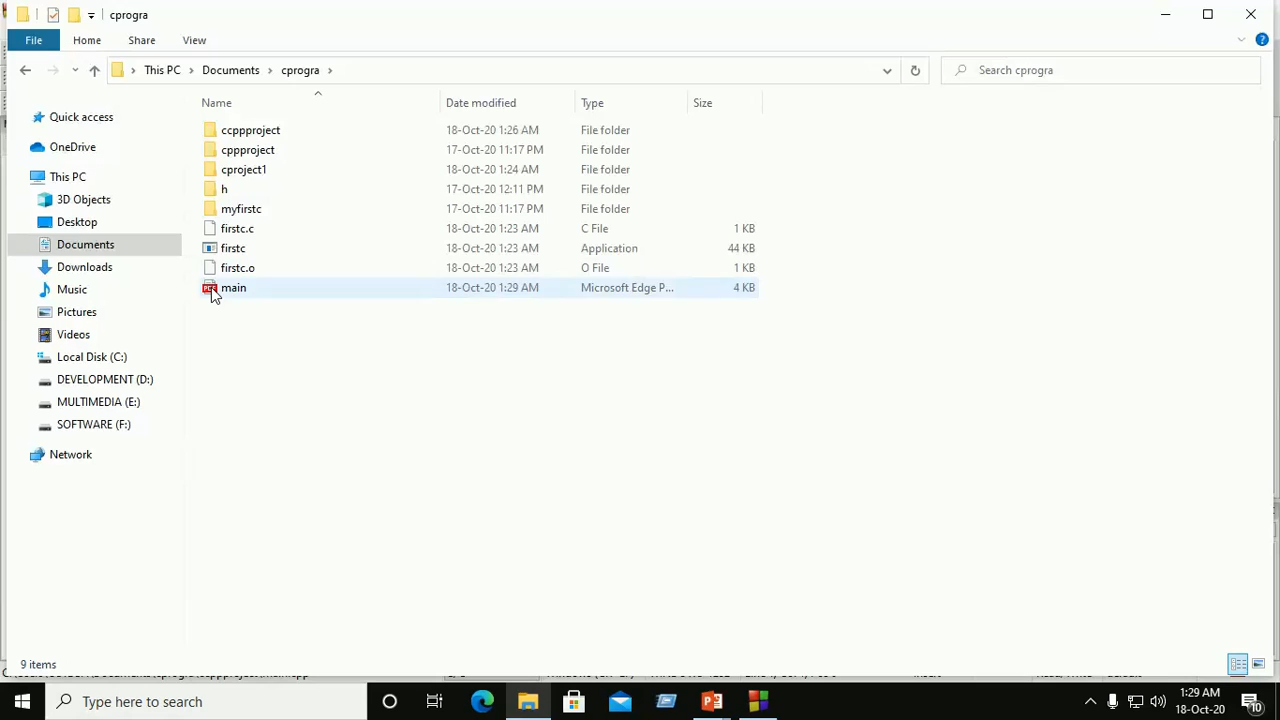 cprogra
File Home Share View
This PC Documents cprogra
Search cprogra
Name Date modified Type Size
Quick access
OneDrive
This PC
3D Objects
Desktop
Documents
Downloads
Music
Pictures
Videos
Local Disk (C:)
DEVELOPMENT (D:)
MULTIMEDIA (E:)
SOFTWARE (F:)
Network
ccppproject 18-Oct-20 1:26 AM File folder
cppproject 17-Oct-20 11:17 PM File folder
cproject1 18-Oct-20 1:24 AM File folder
h 17-Oct-20 12:11 PM File folder
myfirstc 17-Oct-20 11:17 PM File folder
firstc.c 18-Oct-20 1:23 AM C File 1 KB
firstc 18-Oct-20 1:23 AM Application 44 KB
firstc.o 18-Oct-20 1:23 AM O File 1 KB
main 18-Oct-20 1:29 AM Microsoft Edge P... 4 KB
9 items
Type here to search
1:29 AM
18-Oct-20
10